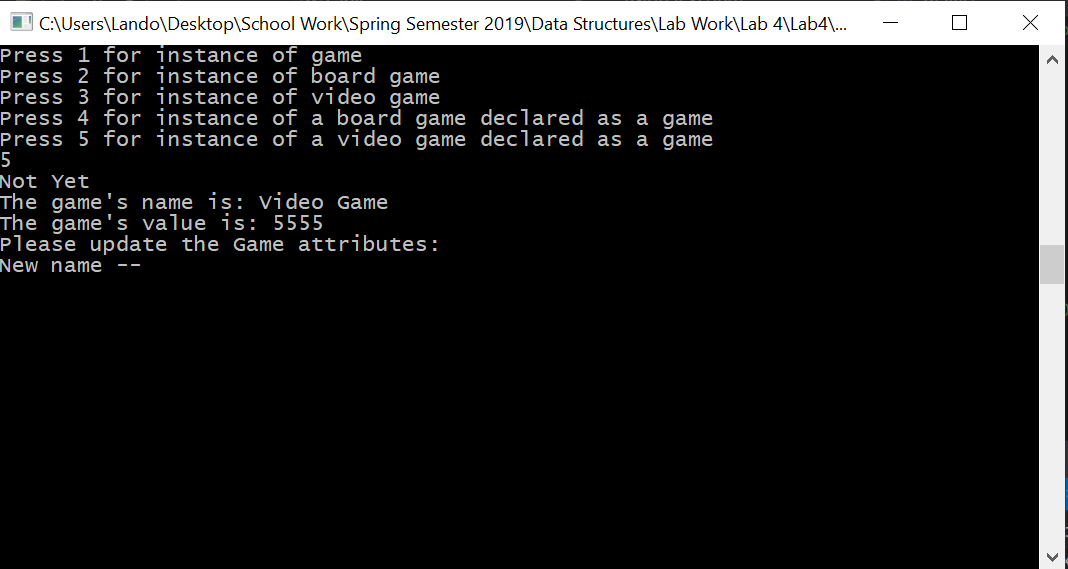 C:\Users\Lando\Desktop\School Work\Spring Semester 2019\Data Structures\Lab Work\Lab 4\Lab4\...
Press 1 for instance of game
Press 2 for instance of board game
Press 3 for instance of video game
Press 4 for instance of a board game declared as a game
Press 5 for instance of a video game declared as a game
5
Not Yet
The game's name is: Video Game
The game's value is: 5555
Please update the Game attributes:
New name --